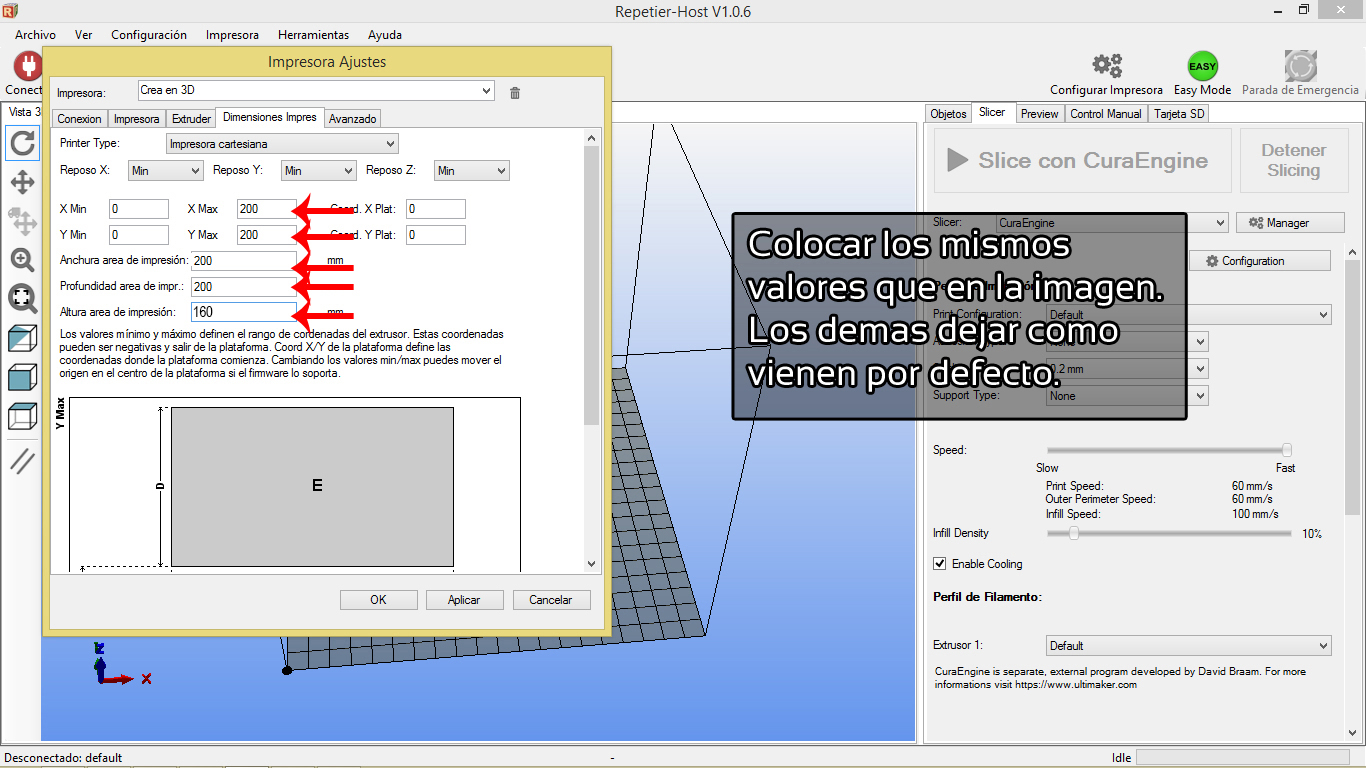 Repetier-Host V1.0.6
Archivo Ver Configuración Impresora Herramientas Ayuda
Conect
Configurar Impresora Easy Mode Parada de Emergencia
EASY
Vista 3
Impresora Ajustes
Impresora: Crea en 3D
Conexion Impresora Extruder Dimensiones Impres Avanzado
Printer Type: Impresora cartesiana
Reposo X: Min Reposo Y: Min Reposo Z: Min
X Min 0 X Max 200 Coord. X Plat: 0
Y Min 0 Y Max 200 Coord. Y Plat: 0
Anchura area de impresión: 200 mm
Profundidad area de impr.: 200
Altura area de impresión: 160 mm
Los valores mínimo y máximo definen el rango de cordenadas del extrusor. Estas coordenadas
pueden ser negativas y salir de la plataforma. Coord X/Y de la plataforma define las
coordenadas donde la plataforma comienza. Cambiando los valores min/max puedes mover el
origen en el centro de la plataforma si el firmware lo soporta.
Y Max
D
E
OK Aplicar Cancelar
Z
X
Objetos Slicer Preview Control Manual Tarjeta SD
Slice con CuraEngine
Detener
Slicing
Slicer: CuraEngine Manager
Configuration
Colocar los mismos
valores que en la imagen.
Los demas dejar como
vienen por defecto.
Print Configuration: Default
0.2 mm
Support Type: None
Speed:
Slow Fast
Print Speed: 60 mm/s
Outer Perimeter Speed: 60 mm/s
Infill Speed: 100 mm/s
Infill Density 10%
Enable Cooling
Perfil de Filamento:
Extrusor 1: Default
CuraEngine is separate, external program developed by David Braam. For more
informations visit https://www.ultimaker.com
Desconectado: default - Idle